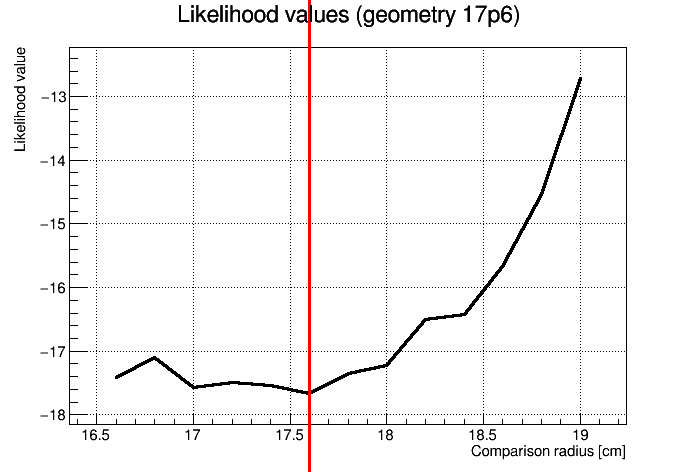 Likelihood values (geometry 17p6)
Likelihood value
−13
−14
−15
−16
−17
−18
16.5 17 17.5 18 18.5 19
Comparison radius [cm]